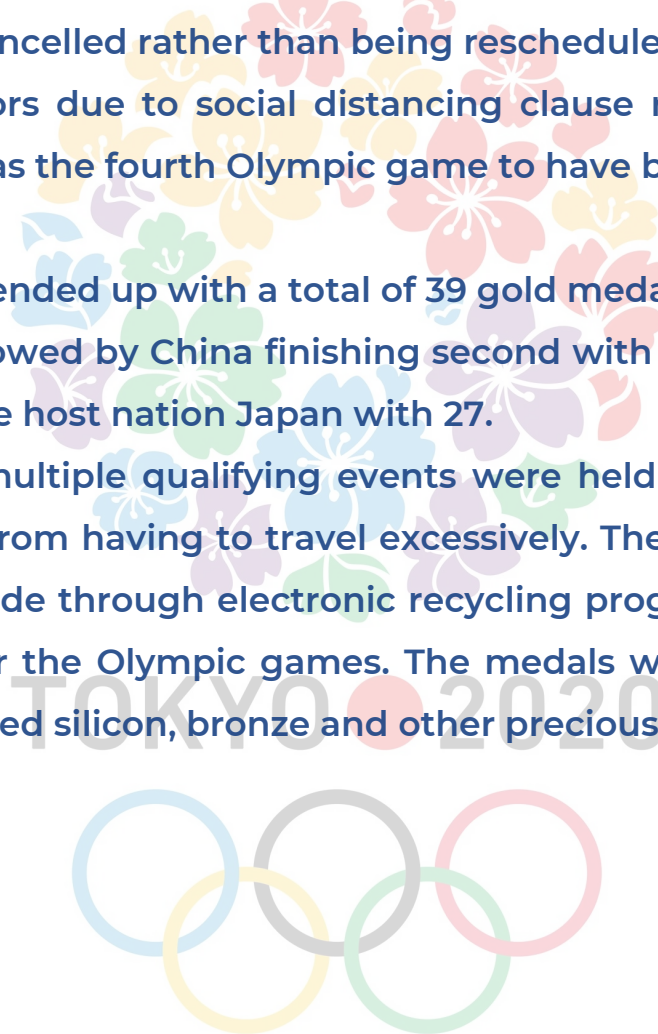 ncelled rather than being reschedule
ors due to social distancing clause
as the fourth Olympic game to have b
ended up with a total of 39 gold meda
owed by China finishing second with
e host nation Japan with 27.
multiple qualifying events were held
rom having to travel excessively. The
de through electronic recycling prog
r the Olympic games. The medals w
ed silicon, bronze and other precious
TOKYO 2020